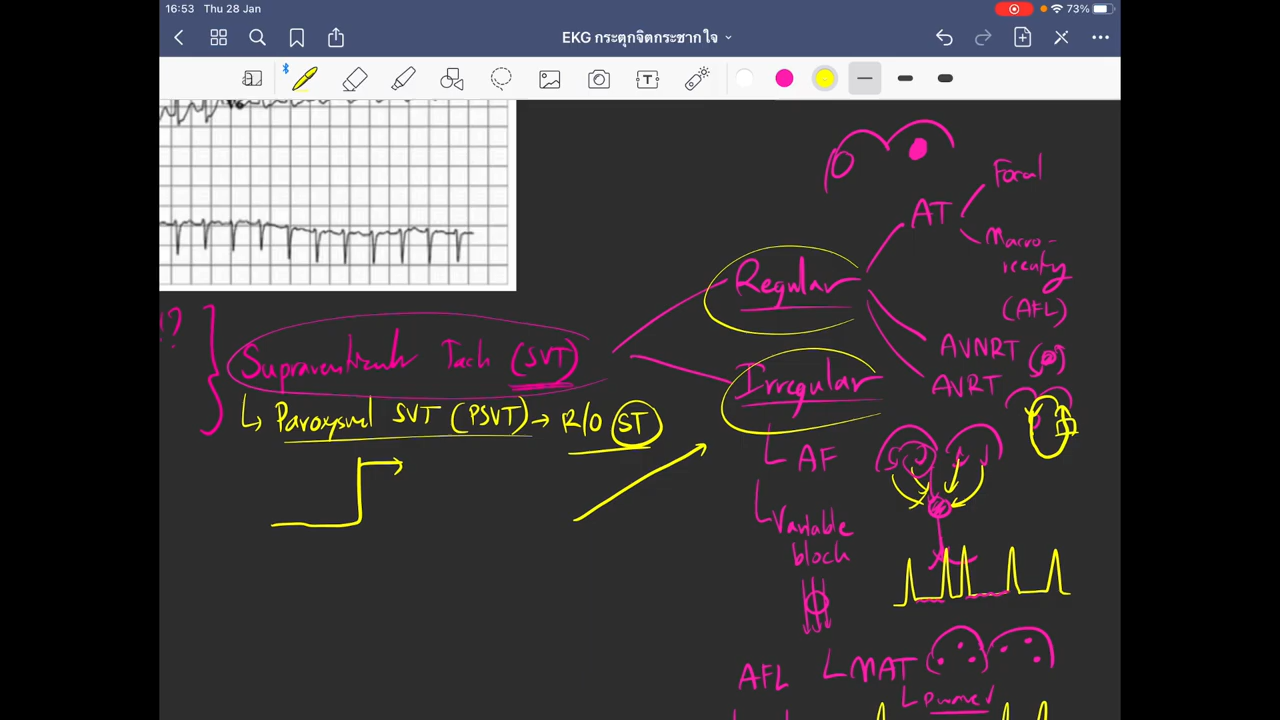 16:53 Thu 28 Jan
73%
EKG กระตุกจิตกระชากใจ
T
Focal
AT
Macro-
reentry
(AFL)
Regular
!?
Supraventricular Tach (SVT)
AVNRT
AVRT
Irregular
Paroxysmal SVT (PSVT) → R/O ST
AF
Variable
block
AFL
MAT